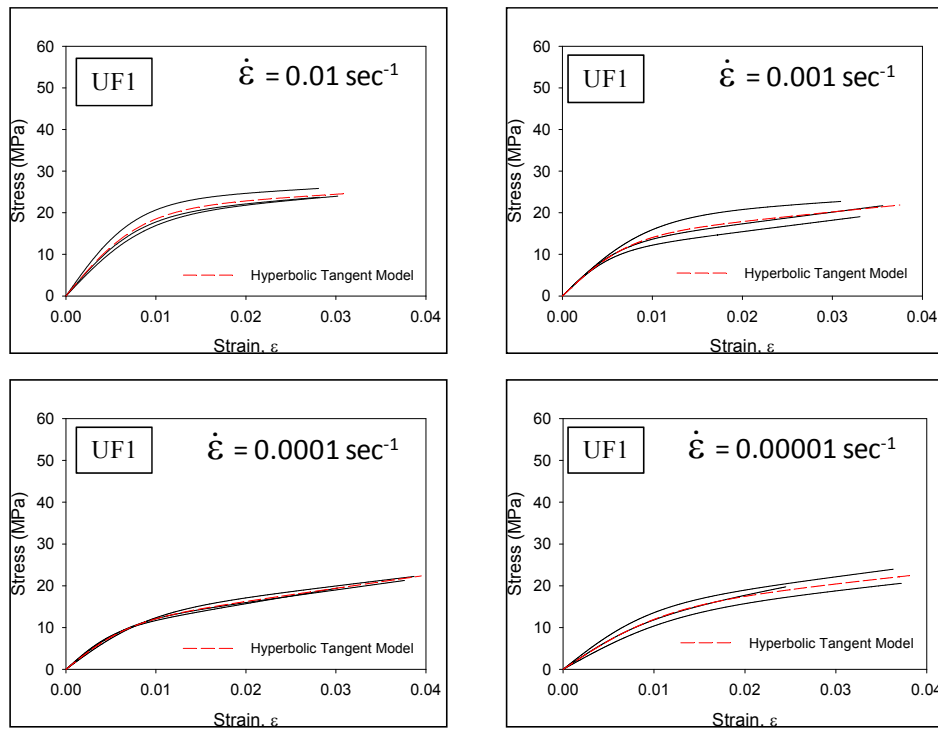 UF1
ε̇ = 0.01 sec⁻¹
60
50
40
30
20
10
0
Stress (MPa)
Hyperbolic Tangent Model
0.00 0.01 0.02 0.03 0.04
Strain, ε
UF1
ε̇ = 0.001 sec⁻¹
60
50
40
30
20
10
0
Stress (MPa)
Hyperbolic Tangent Model
0.00 0.01 0.02 0.03 0.04
Strain, ε
UF1
ε̇ = 0.0001 sec⁻¹
60
50
40
30
20
10
0
Stress (MPa)
Hyperbolic Tangent Model
0.00 0.01 0.02 0.03 0.04
Strain, ε
UF1
ε̇ = 0.00001 sec⁻¹
60
50
40
30
20
10
0
Stress (MPa)
Hyperbolic Tangent Model
0.00 0.01 0.02 0.03 0.04
Strain, ε